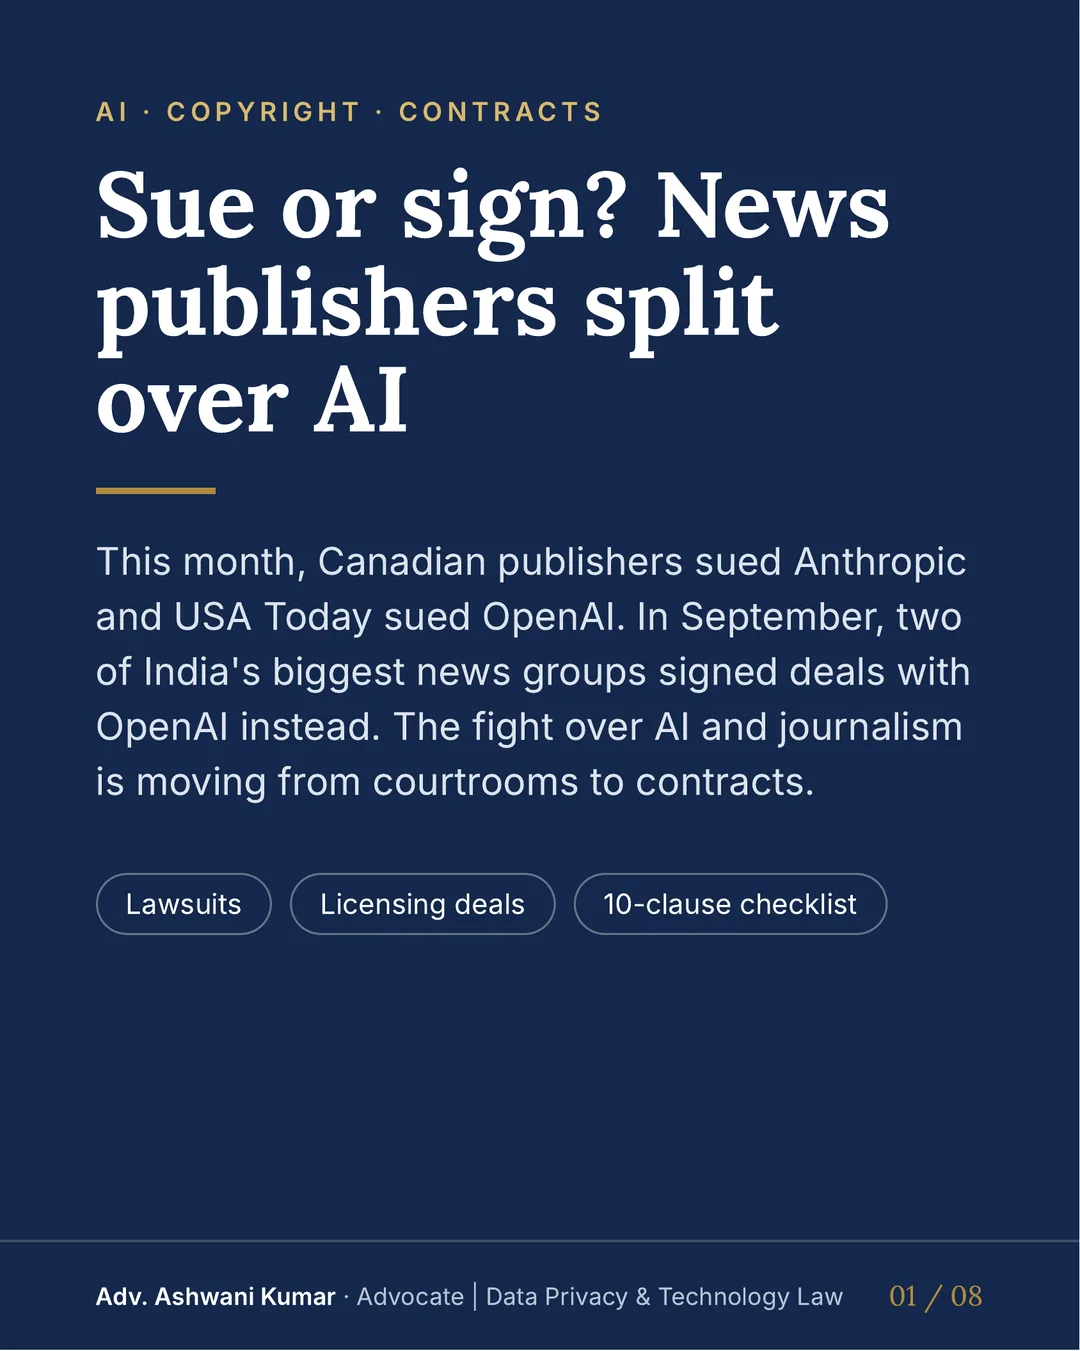 AI · COPYRIGHT · CONTRACTS
Sue or sign? News
publishers split
over AI
This month, Canadian publishers sued Anthropic
and USA Today sued OpenAI. In September, two
of India's biggest news groups signed deals with
OpenAI instead. The fight over AI and journalism
is moving from courtrooms to contracts.
Lawsuits
Licensing deals
10-clause checklist
Adv. Ashwani Kumar · Advocate | Data Privacy & Technology Law
01 / 08